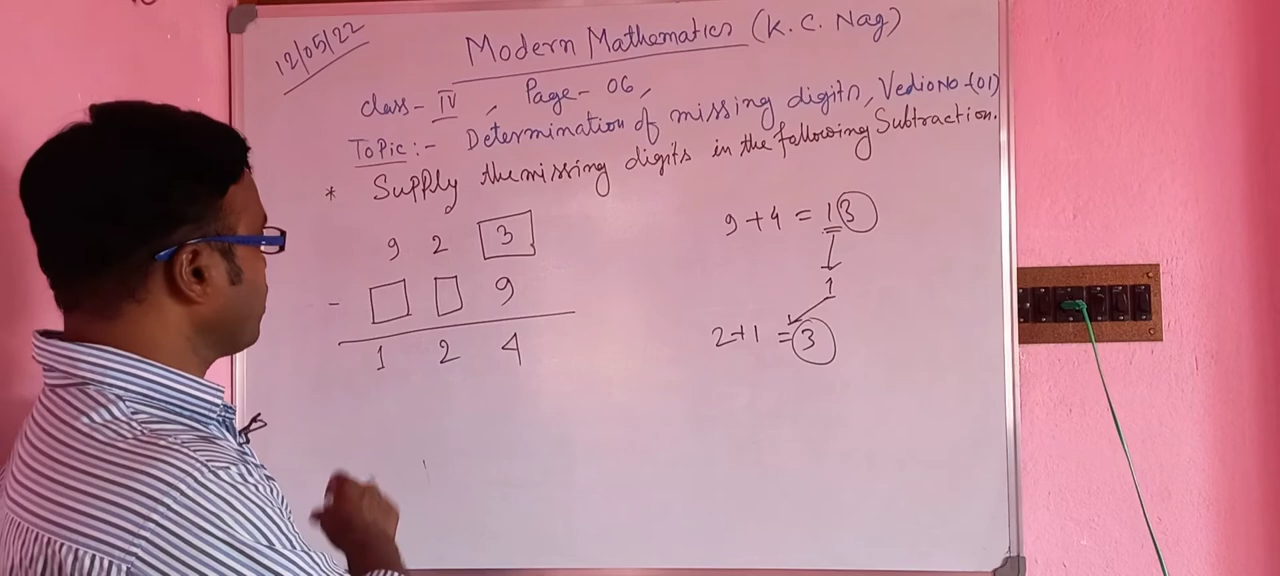 12/05/22
Modern Mathematics (K. C. Nag)
class - IV, Page - 06,
Topic :- Determination of missing digits, Vedio No - (01)
* Supply the missing digits in the following Subtraction.
9 2 3
- 9
1 2 4
9 + 4 = 13
1
2 + 1 = 3